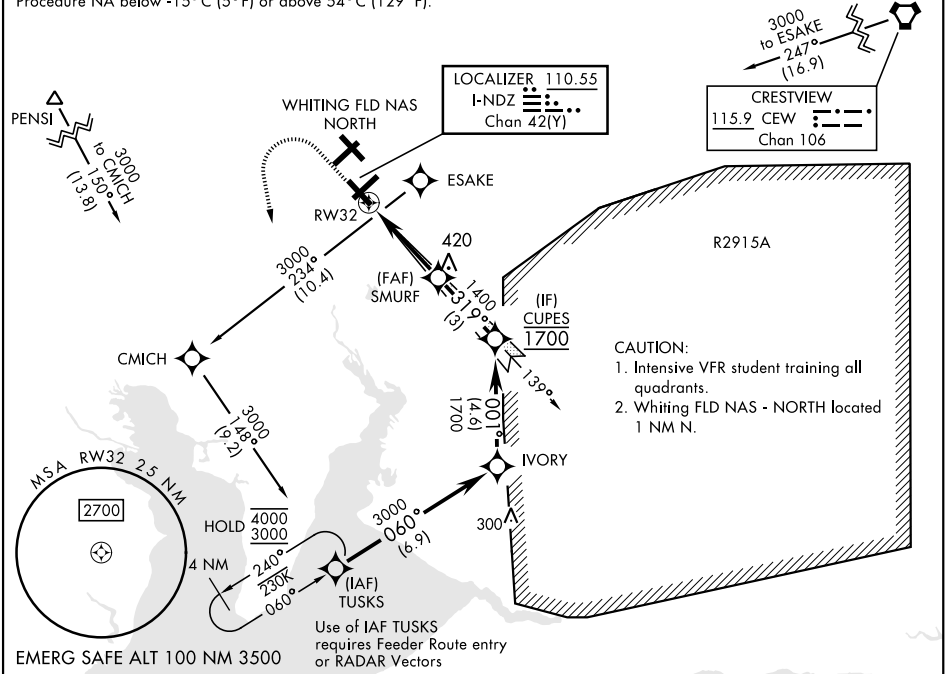 Procedure NA below -15°C (5°F) or above 54°C (129°F).
3000
to ESAKE
247°
(16.9)
LOCALIZER 110.55
I-NDZ
Chan 42(Y)
CRESTVIEW
115.9 CEW
Chan 106
WHITING FLD NAS
NORTH
PENSI
3000
to CMICH
150°
(13.8)
ESAKE
RW32
R2915A
420
3000
234°
(10.4)
(FAF)
SMURF
1400
319°
(3)
(IF)
CUPES
1700
139°
CMICH
CAUTION:
1. Intensive VFR student training all
quadrants.
2. Whiting FLD NAS - NORTH located
1 NM N.
3000
148°
(9.2)
001°
(4.6)
1700
IVORY
MSA RW32 25 NM
2700
HOLD 4000
3000
3000
060°
(6.9)
300
4 NM
240°
230K
060°
(IAF)
TUSKS
Use of IAF TUSKS
requires Feeder Route entry
or RADAR Vectors
EMERG SAFE ALT 100 NM 3500